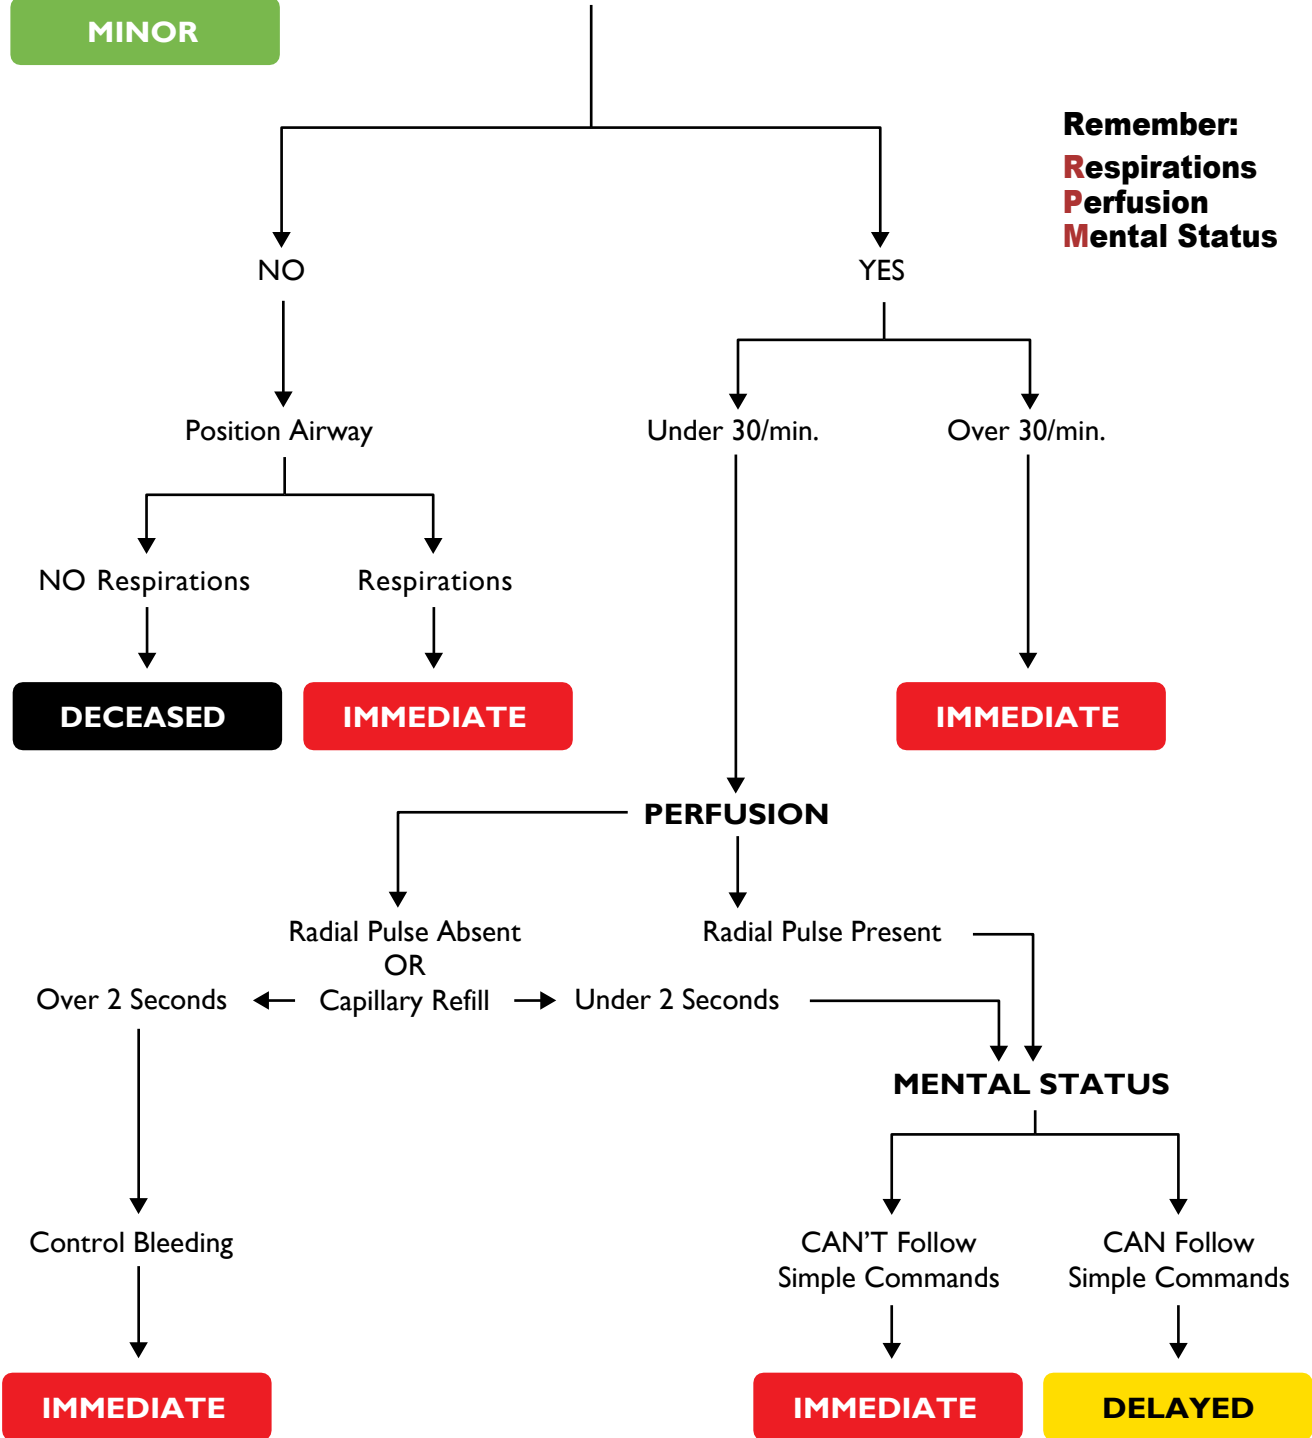 MINOR
Remember:
Respirations
Perfusion
Mental Status
NO
YES
Position Airway
Under 30/min.
Over 30/min.
NO Respirations
Respirations
DECEASED
IMMEDIATE
IMMEDIATE
PERFUSION
Radial Pulse Absent
OR
Radial Pulse Present
Over 2 Seconds
Capillary Refill
Under 2 Seconds
MENTAL STATUS
Control Bleeding
CAN’T Follow
Simple Commands
CAN Follow
Simple Commands
IMMEDIATE
IMMEDIATE
DELAYED